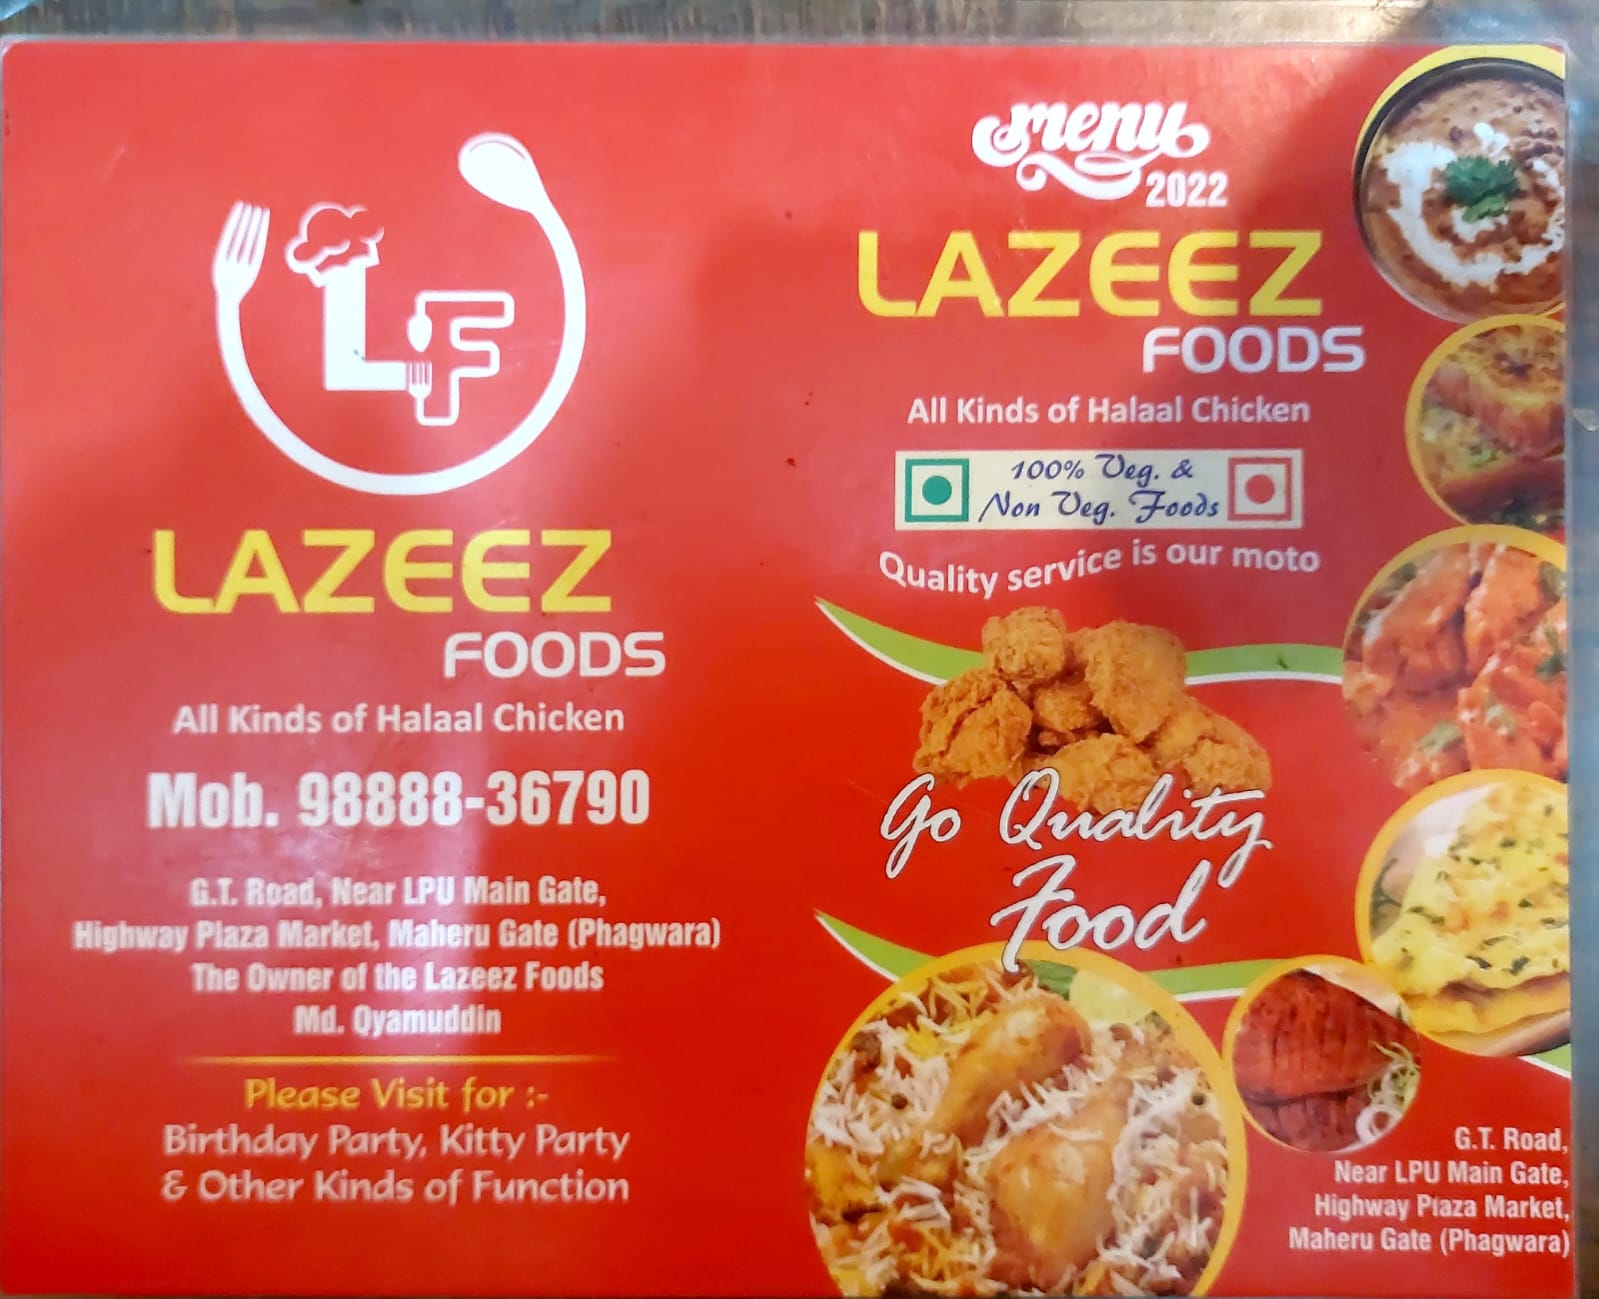 LF
LAZEEZ
FOODS
All Kinds of Halaal Chicken
Mob. 98888-36790
G.T. Road, Near LPU Main Gate,
Highway Plaza Market, Maheru Gate (Phagwara)
The Owner of the Lazeez Foods
Md. Qyamuddin
Please Visit for :-
Birthday Party, Kitty Party
& Other Kinds of Function
menu
2022
LAZEEZ
FOODS
All Kinds of Halaal Chicken
100% Veg. &
Non Veg. Foods
Quality service is our moto
Go Quality
Food
G.T. Road,
Near LPU Main Gate,
Highway Plaza Market,
Maheru Gate (Phagwara)